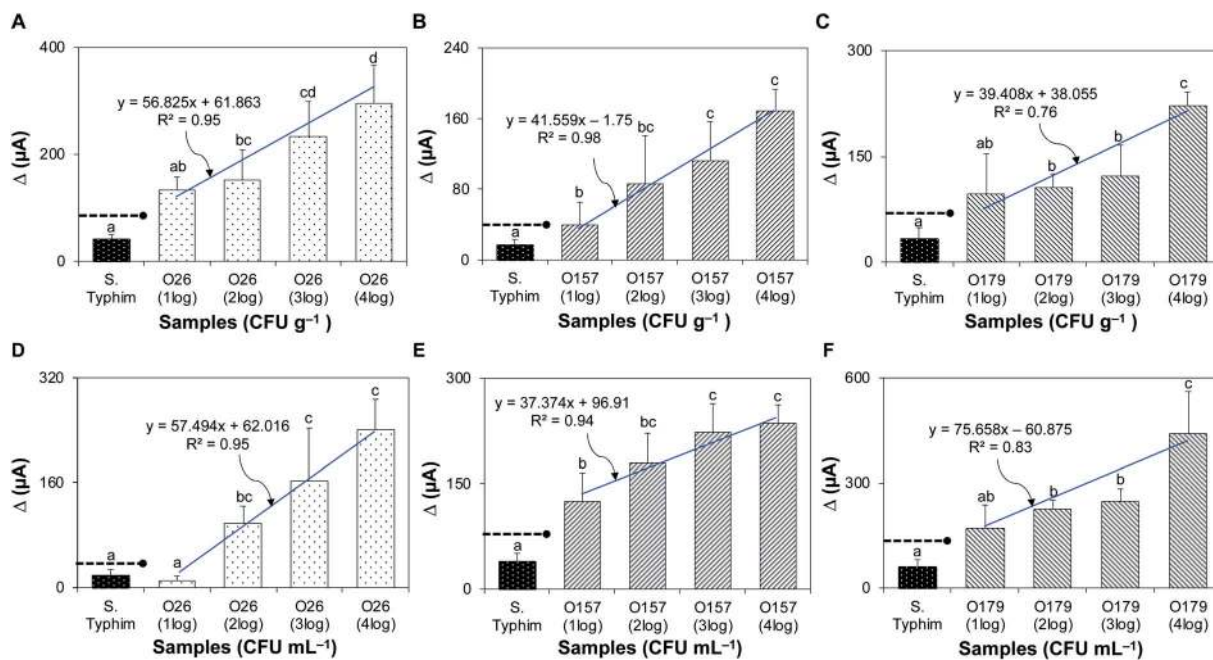 A
400
200
0
Δ (µA)
y = 56.825x + 61.863
R² = 0.95
a
ab
bc
cd
d
S. Typhim
O26 (1log)
O26 (2log)
O26 (3log)
O26 (4log)
Samples (CFU g⁻¹ )
B
240
160
80
0
Δ (µA)
y = 41.559x – 1.75
R² = 0.98
a
b
bc
c
c
S. Typhim
O157 (1log)
O157 (2log)
O157 (3log)
O157 (4log)
Samples (CFU g⁻¹)
C
300
150
0
Δ (µA)
y = 39.408x + 38.055
R² = 0.76
a
ab
b
b
c
S. Typhim
O179 (1log)
O179 (2log)
O179 (3log)
O179 (4log)
Samples (CFU g⁻¹)
D
320
160
0
Δ (µA)
y = 57.494x + 62.016
R² = 0.95
a
a
bc
c
c
S. Typhim
O26 (1log)
O26 (2log)
O26 (3log)
O26 (4log)
Samples (CFU mL⁻¹)
E
300
150
0
Δ (µA)
y = 37.374x + 96.91
R² = 0.94
a
b
bc
c
c
S. Typhim
O157 (1log)
O157 (2log)
O157 (3log)
O157 (4log)
Samples (CFU mL⁻¹)
F
600
300
0
Δ (µA)
y = 75.658x – 60.875
R² = 0.83
a
ab
b
b
c
S. Typhim
O179 (1log)
O179 (2log)
O179 (3log)
O179 (4log)
Samples (CFU mL⁻¹)